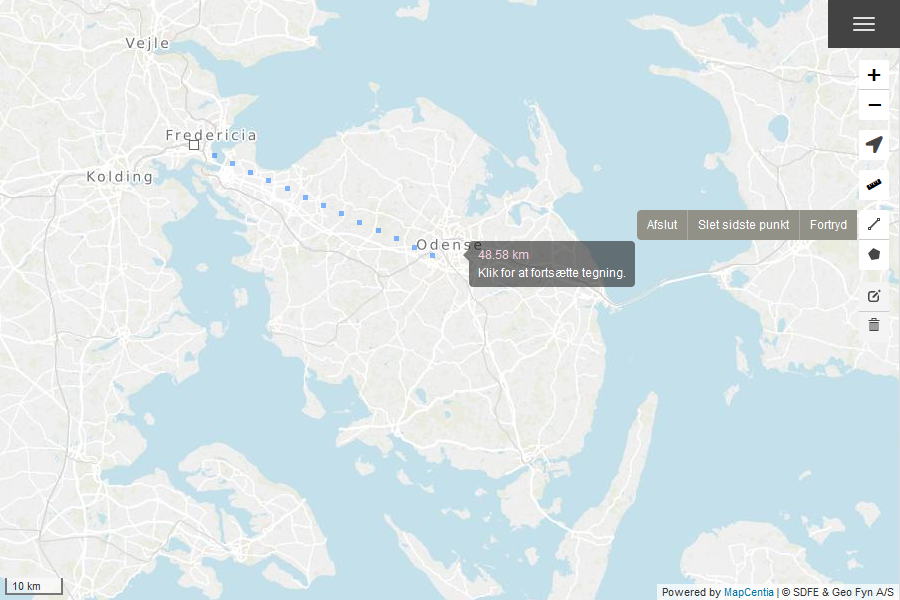 Vejle
Fredericia
Kolding
Odense
Afslut
Slet sidste punkt
Fortryd
48.58 km
Klik for at fortsætte tegning.
10 km
Powered by MapCentia | © SDFE & Geo Fyn A/S